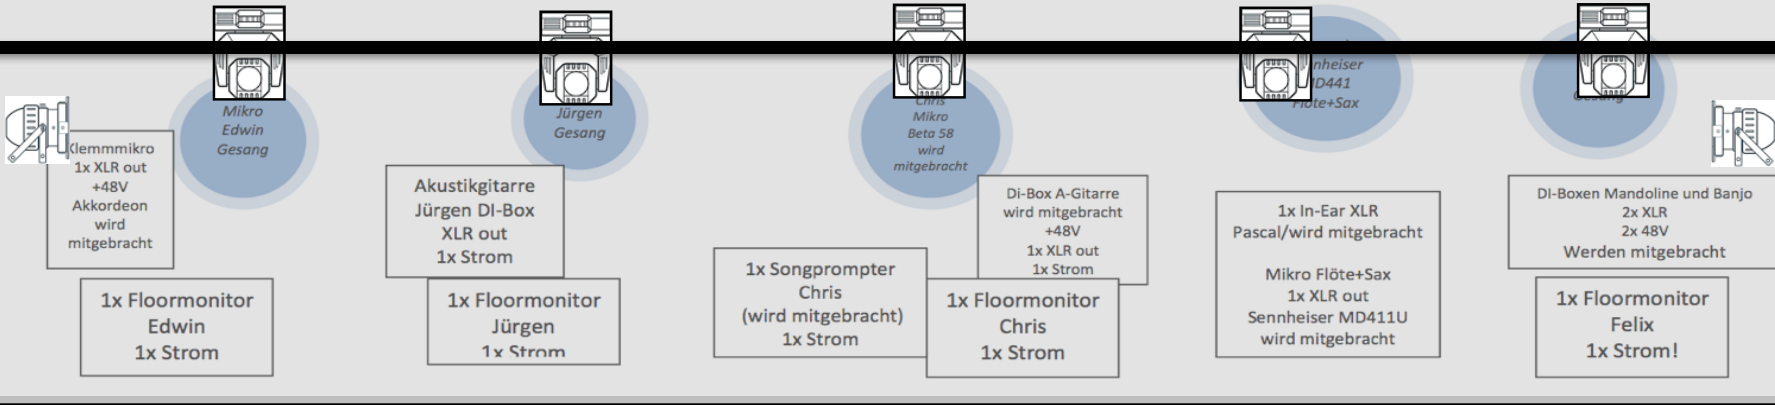 Mikro
Edwin
Gesang
Klemmmikro
1x XLR out
+48V
Akkordeon
wird
mitgebracht
1x Floormonitor
Edwin
1x Strom
Jürgen
Gesang
Akustikgitarre
Jürgen DI-Box
XLR out
1x Strom
1x Floormonitor
Jürgen
1x Strom
Chris
Mikro
Beta 58
wird
mitgebracht
Di-Box A-Gitarre
wird mitgebracht
+48V
1x XLR out
1x Strom
1x Songprompter
Chris
(wird mitgebracht)
1x Strom
1x Floormonitor
Chris
1x Strom
Flöte+Sax
1x In-Ear XLR
Pascal/wird mitgebracht
Mikro Flöte+Sax
1x XLR out
Sennheiser MD411U
wird mitgebracht
Gesang
DI-Boxen Mandoline und Banjo
2x XLR
2x 48V
Werden mitgebracht
1x Floormonitor
Felix
1x Strom!